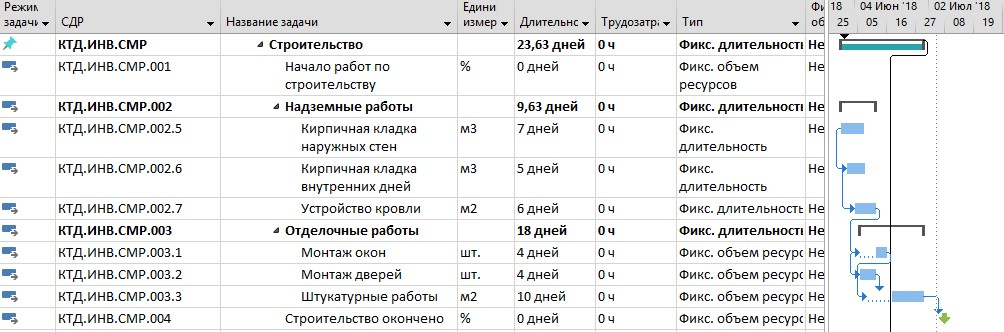 Режим задачи СДР Название задачи Едини измер Длительнс Трудозатра Тип Фи об 18 04 Июн '18 02 Июл '18
25 05 16 27 08 19
КТД.ИНВ.СМР Строительство 23,63 дней 0 ч Фикс. длительності Не
КТД.ИНВ.СМР.001 Начало работ по % 0 дней 0 ч Фикс. объем Не
строительству ресурсов
КТД.ИНВ.СМР.002 Надземные работы 9,63 дней 0 ч Фикс. длительності Не
КТД.ИНВ.СМР.002.5 Кирпичная кладка м3 7 дней 0 ч Фикс. Не
наружных стен длительность
КТД.ИНВ.СМР.002.6 Кирпичная кладка м3 5 дней 0 ч Фикс. Не
внутренних дней длительность
КТД.ИНВ.СМР.002.7 Устройство кровли м2 6 дней 0 ч Фикс. длительность Не
КТД.ИНВ.СМР.003 Отделочные работы 18 дней 0 ч Фикс. длительності Не
КТД.ИНВ.СМР.003.1 Монтаж окон шт. 4 дней 0 ч Фикс. объем ресурс Не
КТД.ИНВ.СМР.003.2 Монтаж дверей шт. 4 дней 0 ч Фикс. объем ресурс Не
КТД.ИНВ.СМР.003.3 Штукатурные работы м2 10 дней 0 ч Фикс. объем ресурс Не
КТД.ИНВ.СМР.004 Строительство окончено % 0 дней 0 ч Фикс. объем ресурс Не